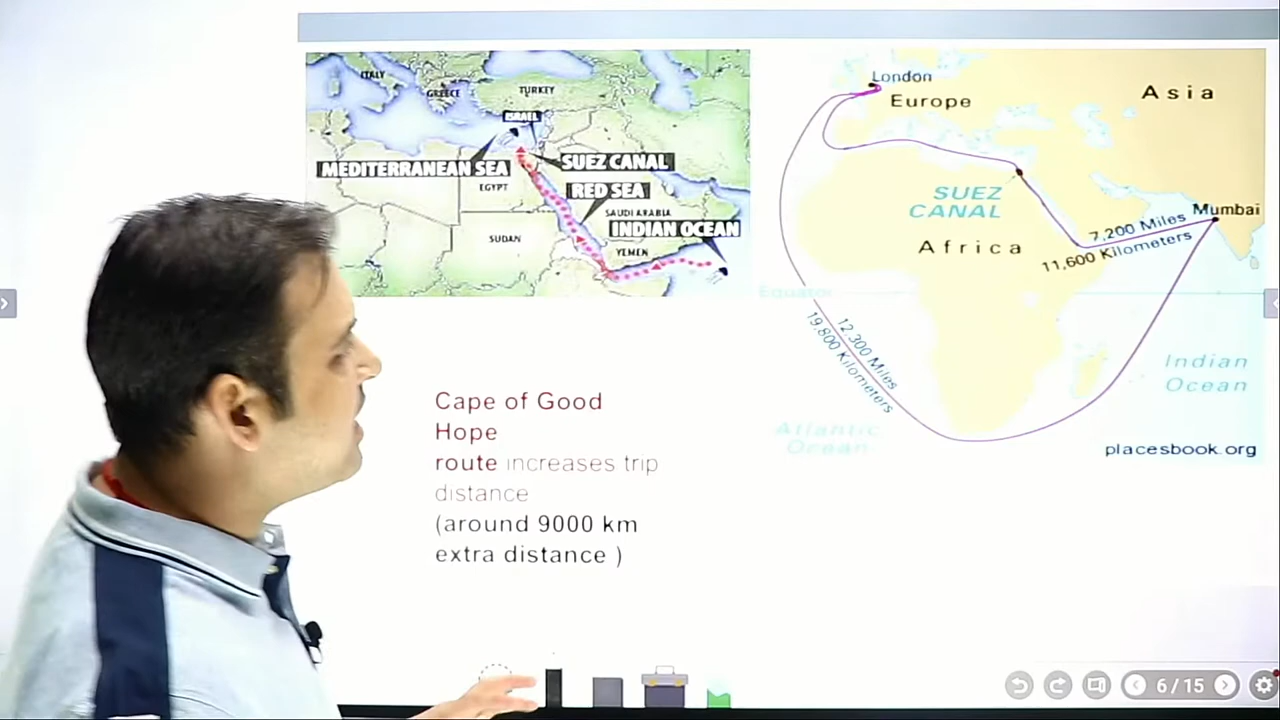 ITALY
GREECE
TURKEY
ISRAEL
MEDITERRANEAN SEA
SUEZ CANAL
EGYPT
RED SEA
SAUDI ARABIA
INDIAN OCEAN
SUDAN
YEMEN
London
Europe
Asia
SUEZ
CANAL
Mumbai
7,200 Miles
11,600 Kilometers
Africa
Equator
12,300 Miles
19,800 Kilometers
Indian
Ocean
Atlantic
Ocean
placesbook.org
Cape of Good
Hope
route increases trip
distance
(around 9000 km
extra distance )
6/15